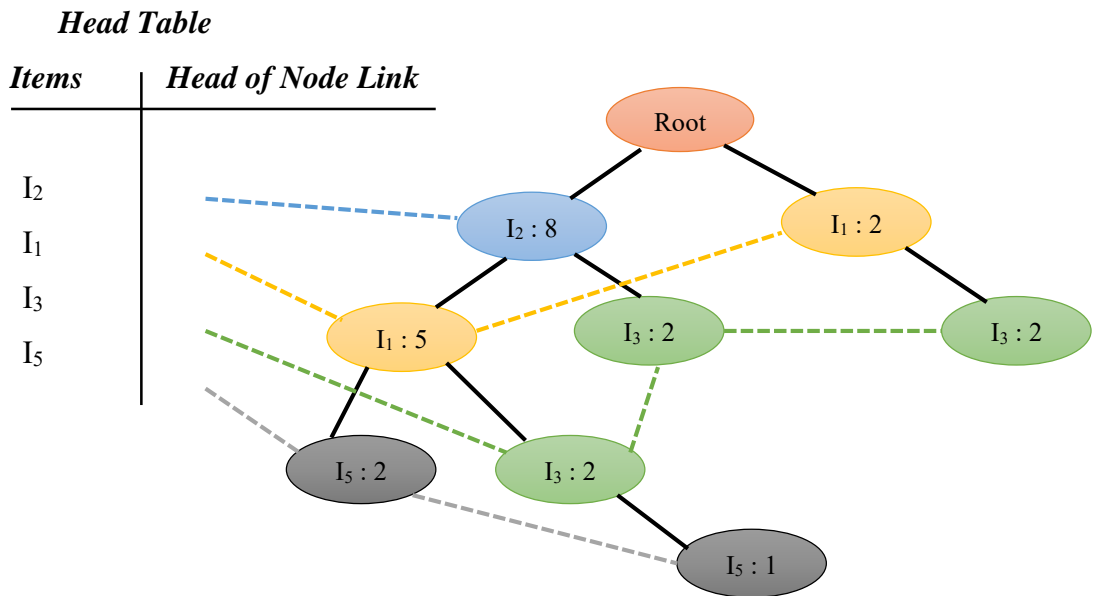 Head Table
Items Head of Node Link
Root
I₂
I₂ : 8
I₁ : 2
I₁
I₃
I₁ : 5
I₃ : 2
I₃ : 2
I₅
I₅ : 2
I₃ : 2
I₅ : 1